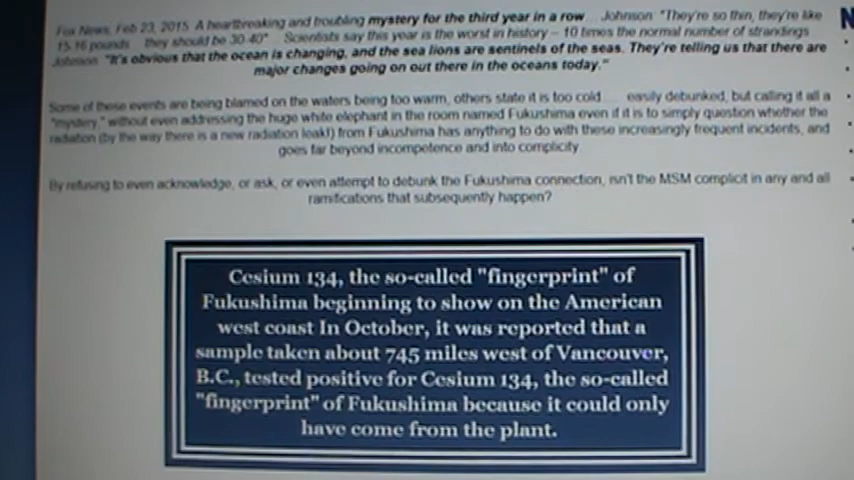 Fox News, Feb 23, 2015. A heartbreaking and troubling mystery for the third year in a row... Johnson: "They're so thin, they're like
15-16 pounds... they should be 30-40"... Scientists say this year is the worst in history – 10 times the normal number of strandings...
Johnson: "It's obvious that the ocean is changing, and the sea lions are sentinels of the seas. They're telling us that there are
major changes going on out there in the oceans today."
Some of these events are being blamed on the waters being too warm, others state it is too cold..... easily debunked, but calling it all a
"mystery," without even addressing the huge white elephant in the room named Fukushima even if it is to simply question whether the
radiation (by the way there is a new radiation leak!) from Fukushima has anything to do with these increasingly frequent incidents, and
goes far beyond incompetence and into complicity.
By refusing to even acknowledge, or ask, or even attempt to debunk the Fukushima connection, isn't the MSM complicit in any and all
ramifications that subsequently happen?
Cesium 134, the so-called "fingerprint" of
Fukushima beginning to show on the American
west coast In October, it was reported that a
sample taken about 745 miles west of Vancouver,
B.C., tested positive for Cesium 134, the so-called
"fingerprint" of Fukushima because it could only
have come from the plant.
N